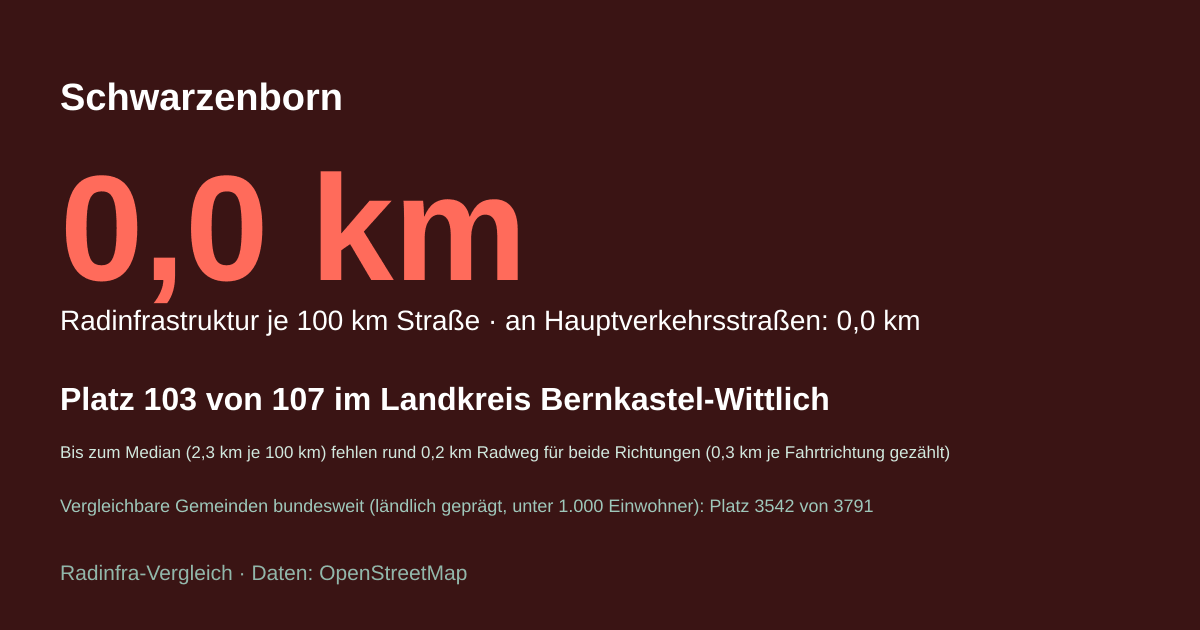 Schwarzenborn
0,0 km
Radinfrastruktur je 100 km Straße · an Hauptverkehrsstraßen: 0,0 km
Platz 103 von 107 im Landkreis Bernkastel-Wittlich
Bis zum Median (2,3 km je 100 km) fehlen rund 0,2 km Radweg für beide Richtungen (0,3 km je Fahrtrichtung gezählt)
Vergleichbare Gemeinden bundesweit (ländlich geprägt, unter 1.000 Einwohner): Platz 3542 von 3791
Radinfra-Vergleich · Daten: OpenStreetMap